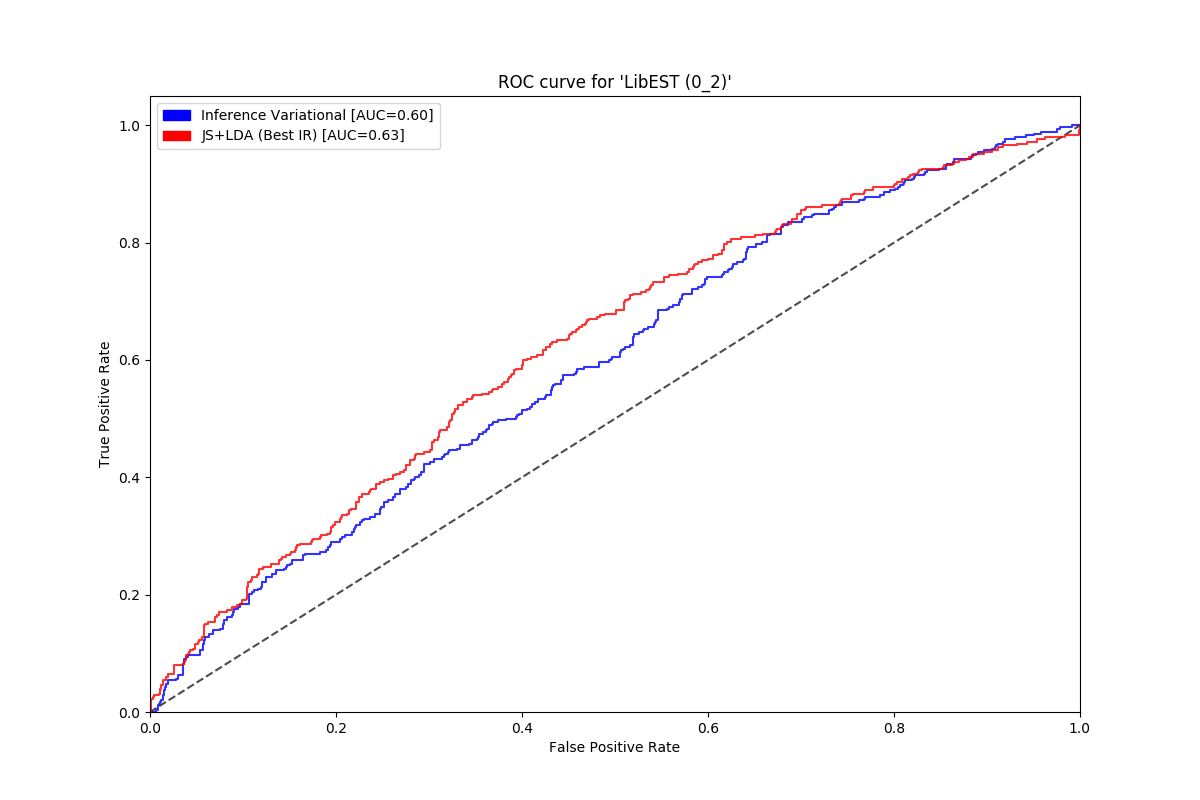 ROC curve for 'LibEST (0_2)'
Inference Variational [AUC=0.60]
JS+LDA (Best IR) [AUC=0.63]
True Positive Rate
1.0
0.8
0.6
0.4
0.2
0.0
0.0 0.2 0.4 0.6 0.8 1.0
False Positive Rate